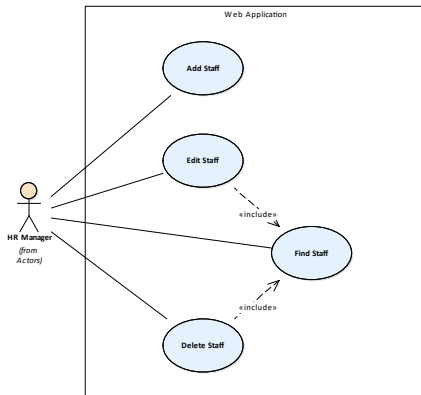 Web Application
Add Staff
Edit Staff
«include»
HR Manager
(from
Actors)
Find Staff
«include»
Delete Staff